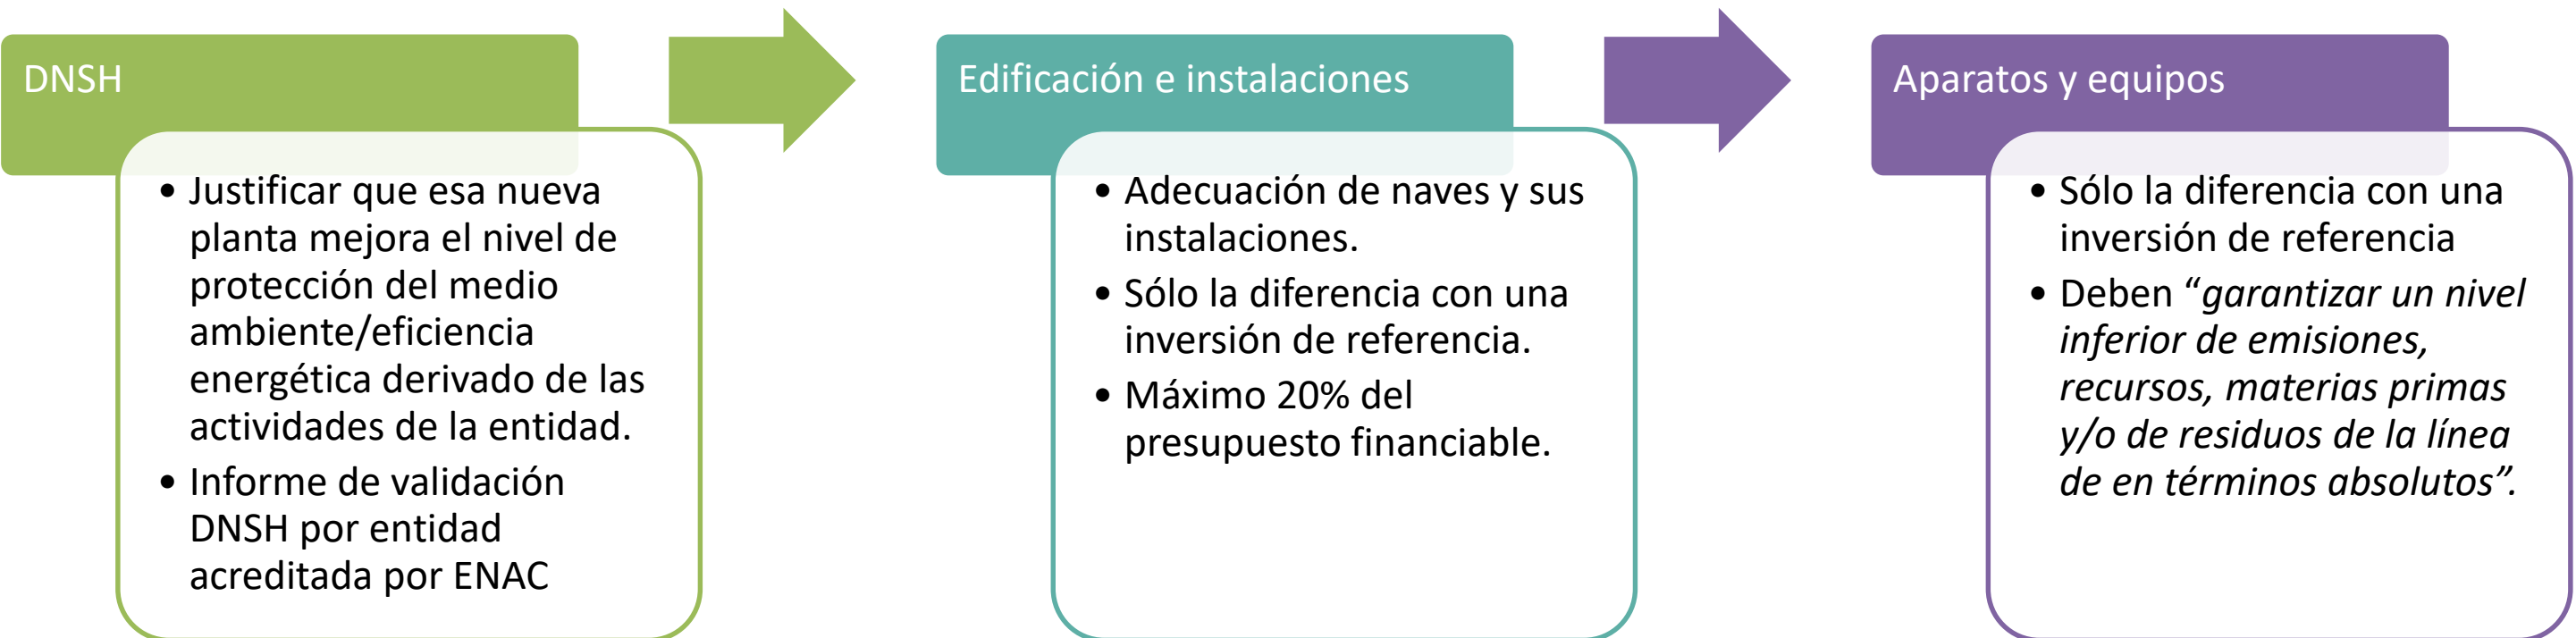 DNSH
• Justificar que esa nueva
planta mejora el nivel de
protección del medio
ambiente/eficiencia
energética derivado de las
actividades de la entidad.
• Informe de validación
DNSH por entidad
acreditada por ENAC
Edificación e instalaciones
• Adecuación de naves y sus
instalaciones.
• Sólo la diferencia con una
inversión de referencia.
• Máximo 20% del
presupuesto financiable.
Aparatos y equipos
• Sólo la diferencia con una
inversión de referencia
• Deben “garantizar un nivel
inferior de emisiones,
recursos, materias primas
y/o de residuos de la línea
de en términos absolutos”.